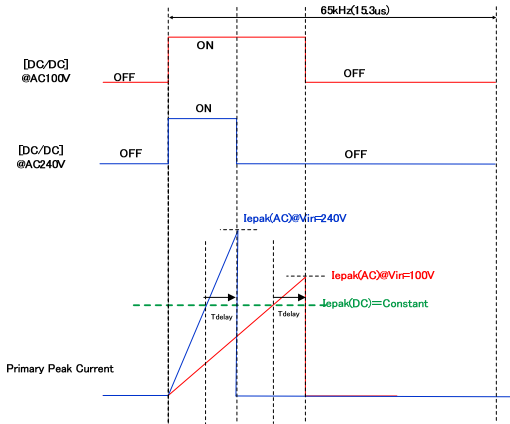 65kHz(15.3us)
[DC/DC]
@AC100V
OFF
ON
OFF
[DC/DC]
@AC240V
OFF
ON
OFF
Iepak(AC)@Vin=240V
Iepak(AC)@Vin=100V
Iepak(DC)=Constant
Tdelay
Tdelay
Primary Peak Current